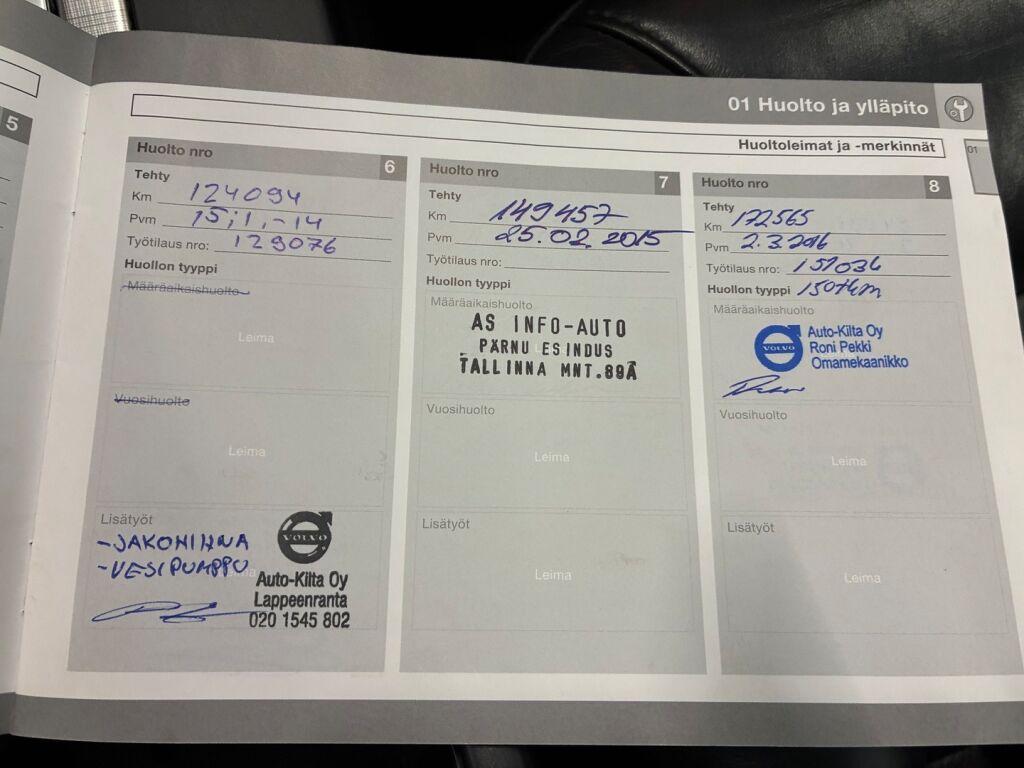 5
01 Huolto ja ylläpito
Huoltoleimat ja -merkinnät
01
Huolto nro 6
Tehty
Km 124094
Pvm 15,1,-14
Työtilaus nro: 129076
Huollon tyyppi
Määräaikaishuolto
Leima
Vuosihuolto
Leima
Lisätyöt
-JAKOHIHNA
-VESIPUMPPU
Leima
VOLVO
Auto-Kilta Oy
Lappeenranta
020 1545 802
Huolto nro 7
Tehty
Km 149457
Pvm 25.02.2015
Työtilaus nro:
Huollon tyyppi
Määräaikaishuolto
AS INFO-AUTO
PÄRNU ESINDUS
TALLINNA MNT.89A
Vuosihuolto
Leima
Lisätyöt
Leima
Huolto nro 8
Tehty
Km 172565
Pvm 2.3.2016
Työtilaus nro: 157036
Huollon tyyppi 150tkm
Määräaikaishuolto
VOLVO
Auto-Kilta Oy
Roni Pekki
Omamekaanikko
Vuosihuolto
Leima
Lisätyöt
Leima